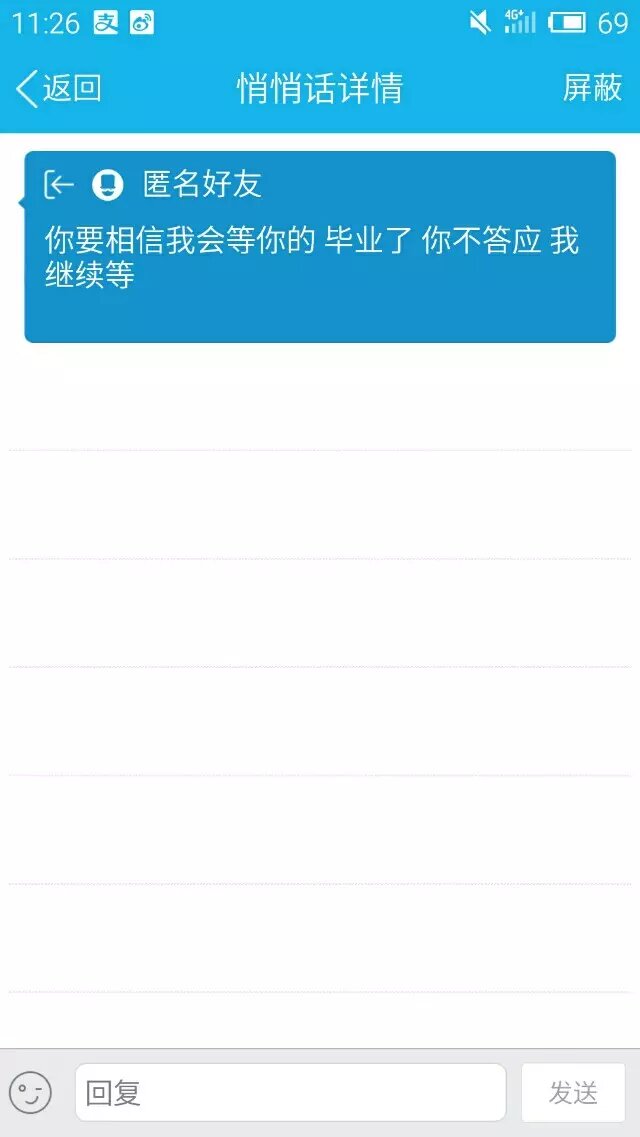 11:26 支 4G+ 69
返回 悄悄话详情 屏蔽
匿名好友
你要相信我会等你的 毕业了 你不答应 我
继续等
回复 发送